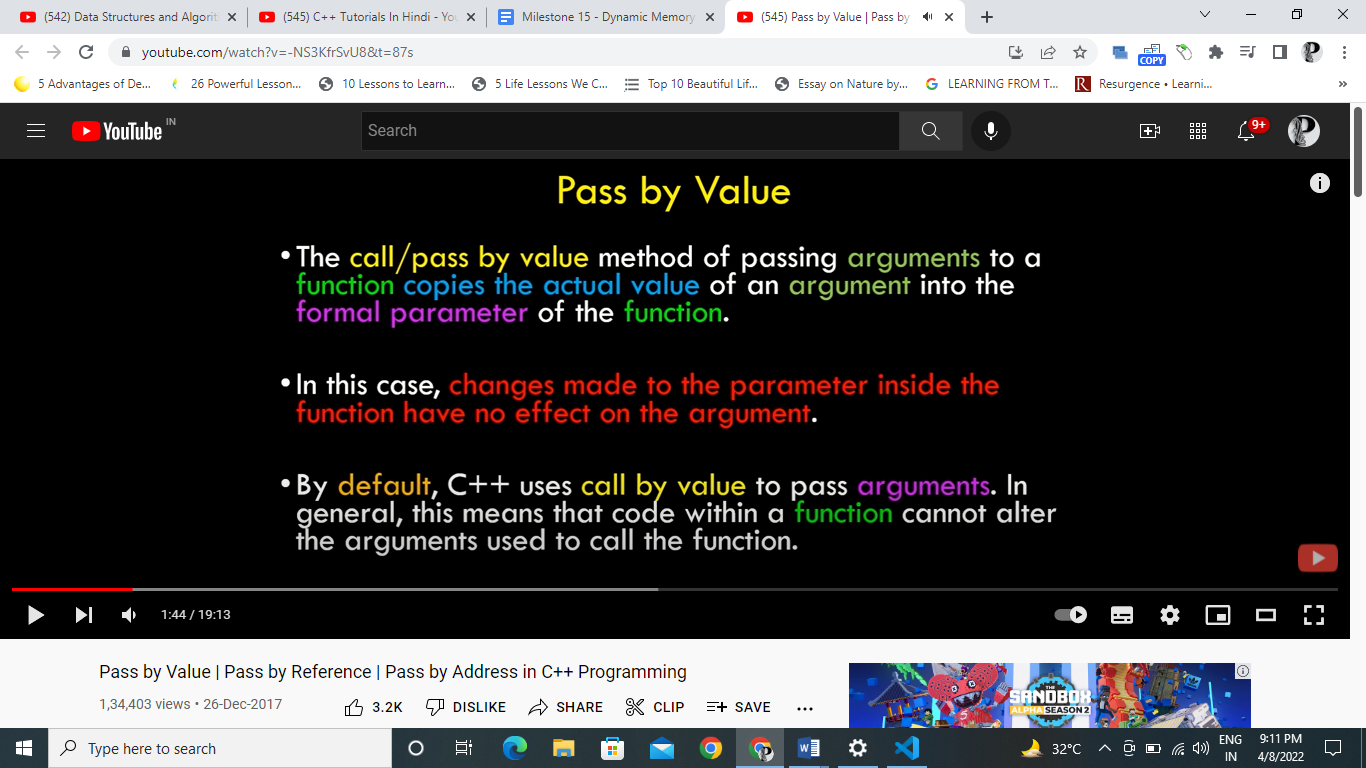 (542) Data Structures and Algorit
(545) C++ Tutorials In Hindi - You
Milestone 15 - Dynamic Memory
(545) Pass by Value | Pass by
youtube.com/watch?v=-NS3KfrSvU8&t=87s
COPY
5 Advantages of De...
26 Powerful Lesson...
10 Lessons to Learn...
5 Life Lessons We C...
Top 10 Beautiful Lif...
Essay on Nature by...
LEARNING FROM T...
Resurgence • Learni...
YouTube IN
Search
9+
Pass by Value
• The call/pass by value method of passing arguments to a
function copies the actual value of an argument into the
formal parameter of the function.
• In this case, changes made to the parameter inside the
function have no effect on the argument.
• By default, C++ uses call by value to pass arguments. In
general, this means that code within a function cannot alter
the arguments used to call the function.
1:44 / 19:13
Pass by Value | Pass by Reference | Pass by Address in C++ Programming
1,34,403 views • 26-Dec-2017
3.2K
DISLIKE
SHARE
CLIP
SAVE
THE
SANDBOX
ALPHA SEASON 2
Type here to search
32°C
ENG
IN
9:11 PM
4/8/2022